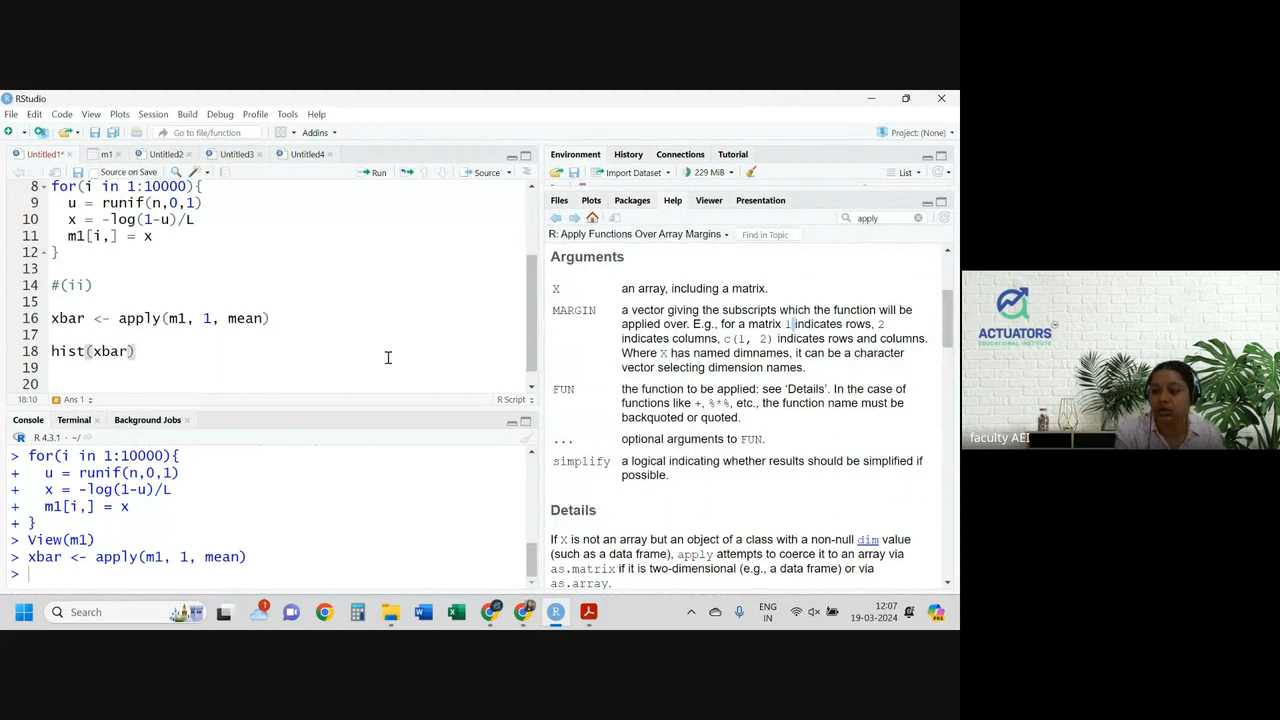 RStudio
File Edit Code View Plots Session Build Debug Profile Tools Help
Go to file/function Addins Project: (None)
Untitled1* m1 Untitled2 Untitled3 Untitled4
Source on Save Run Source
8 for(i in 1:10000){
9 u = runif(n,0,1)
10 x = -log(1-u)/L
11 m1[i,] = x
12 }
13
14 #(ii)
15
16 xbar <- apply(m1, 1, mean)
17
18 hist(xbar)
19
20
18:10 Ans 1 R Script
Console Terminal Background Jobs
R 4.3.1 · ~/
> for(i in 1:10000){
+ u = runif(n,0,1)
+ x = -log(1-u)/L
+ m1[i,] = x
+ }
> View(m1)
> xbar <- apply(m1, 1, mean)
>
Environment History Connections Tutorial
Import Dataset 229 MiB List
Files Plots Packages Help Viewer Presentation
apply
R: Apply Functions Over Array Margins Find in Topic
Arguments
X an array, including a matrix.
MARGIN a vector giving the subscripts which the function will be
applied over. E.g., for a matrix 1 indicates rows, 2
indicates columns, c(1, 2) indicates rows and columns.
Where X has named dimnames, it can be a character
vector selecting dimension names.
FUN the function to be applied: see ‘Details’. In the case of
functions like +, %*%, etc., the function name must be
backquoted or quoted.
... optional arguments to FUN.
simplify a logical indicating whether results should be simplified if
possible.
Details
If X is not an array but an object of a class with a non-null dim value
(such as a data frame), apply attempts to coerce it to an array via
as.matrix if it is two-dimensional (e.g., a data frame) or via
as.array.
Search
ENG
IN
12:07
19-03-2024
ACTUATORS
EDUCATIONAL INSTITUTE
faculty AEI